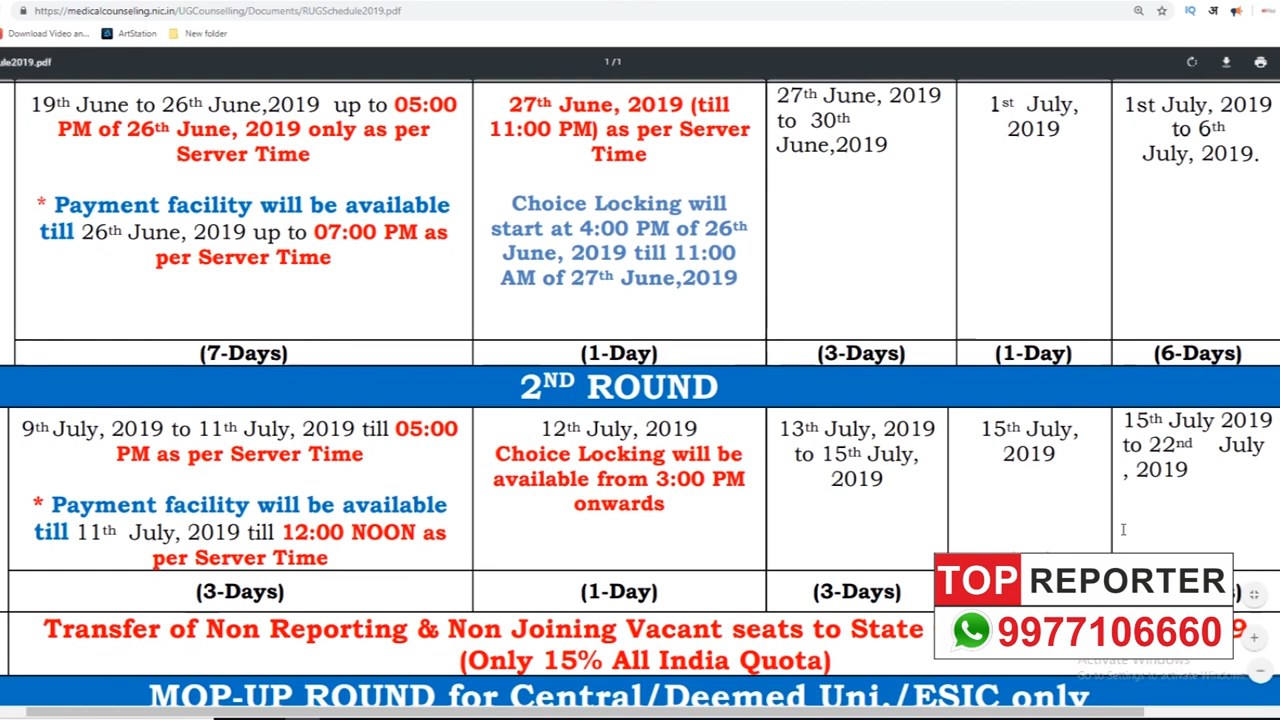 https://medicalcounseling.nic.in/UGCounselling/Documents/RUGSchedule2019.pdf
Download Video an...
ArtStation
New folder
ule2019.pdf
1 / 1
19th June to 26th June,2019 up to 05:00
PM of 26th June, 2019 only as per
Server Time
* Payment facility will be available
till 26th June, 2019 up to 07:00 PM as
per Server Time
27th June, 2019 (till
11:00 PM) as per Server
Time
Choice Locking will
start at 4:00 PM of 26th
June, 2019 till 11:00
AM of 27th June,2019
27th June, 2019
to 30th
June,2019
1st July,
2019
1st July, 2019
to 6th
July, 2019.
(7-Days)
(1-Day)
(3-Days)
(1-Day)
(6-Days)
2ND ROUND
9th July, 2019 to 11th July, 2019 till 05:00
PM as per Server Time
* Payment facility will be available
till 11th July, 2019 till 12:00 NOON as
per Server Time
12th July, 2019
Choice Locking will be
available from 3:00 PM
onwards
13th July, 2019
to 15th July,
2019
15th July,
2019
15th July 2019
to 22nd July
, 2019
(3-Days)
(1-Day)
(3-Days)
TOP REPORTER
9977106660
Transfer of Non Reporting & Non Joining Vacant seats to State
(Only 15% All India Quota)
Activate Windows
Go to Settings to activate Windows.
MOP-UP ROUND for Central/Deemed Uni./ESIC only